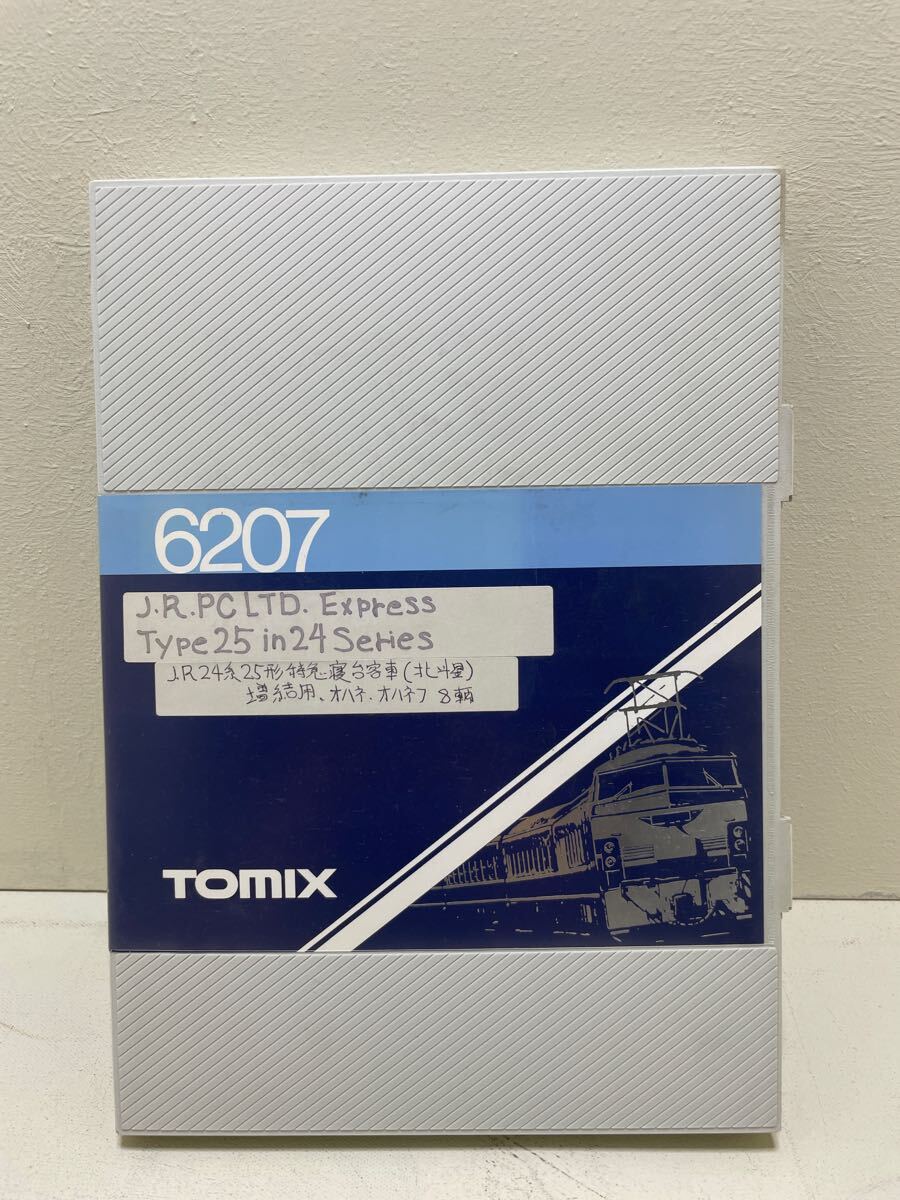 6207
J.R.PC LTD. Express
Type 25 in 24 Series
J.R 24系25形特急寝台客車(北斗星)
増結用、オハネ、オハネフ 8輌
TOMIX